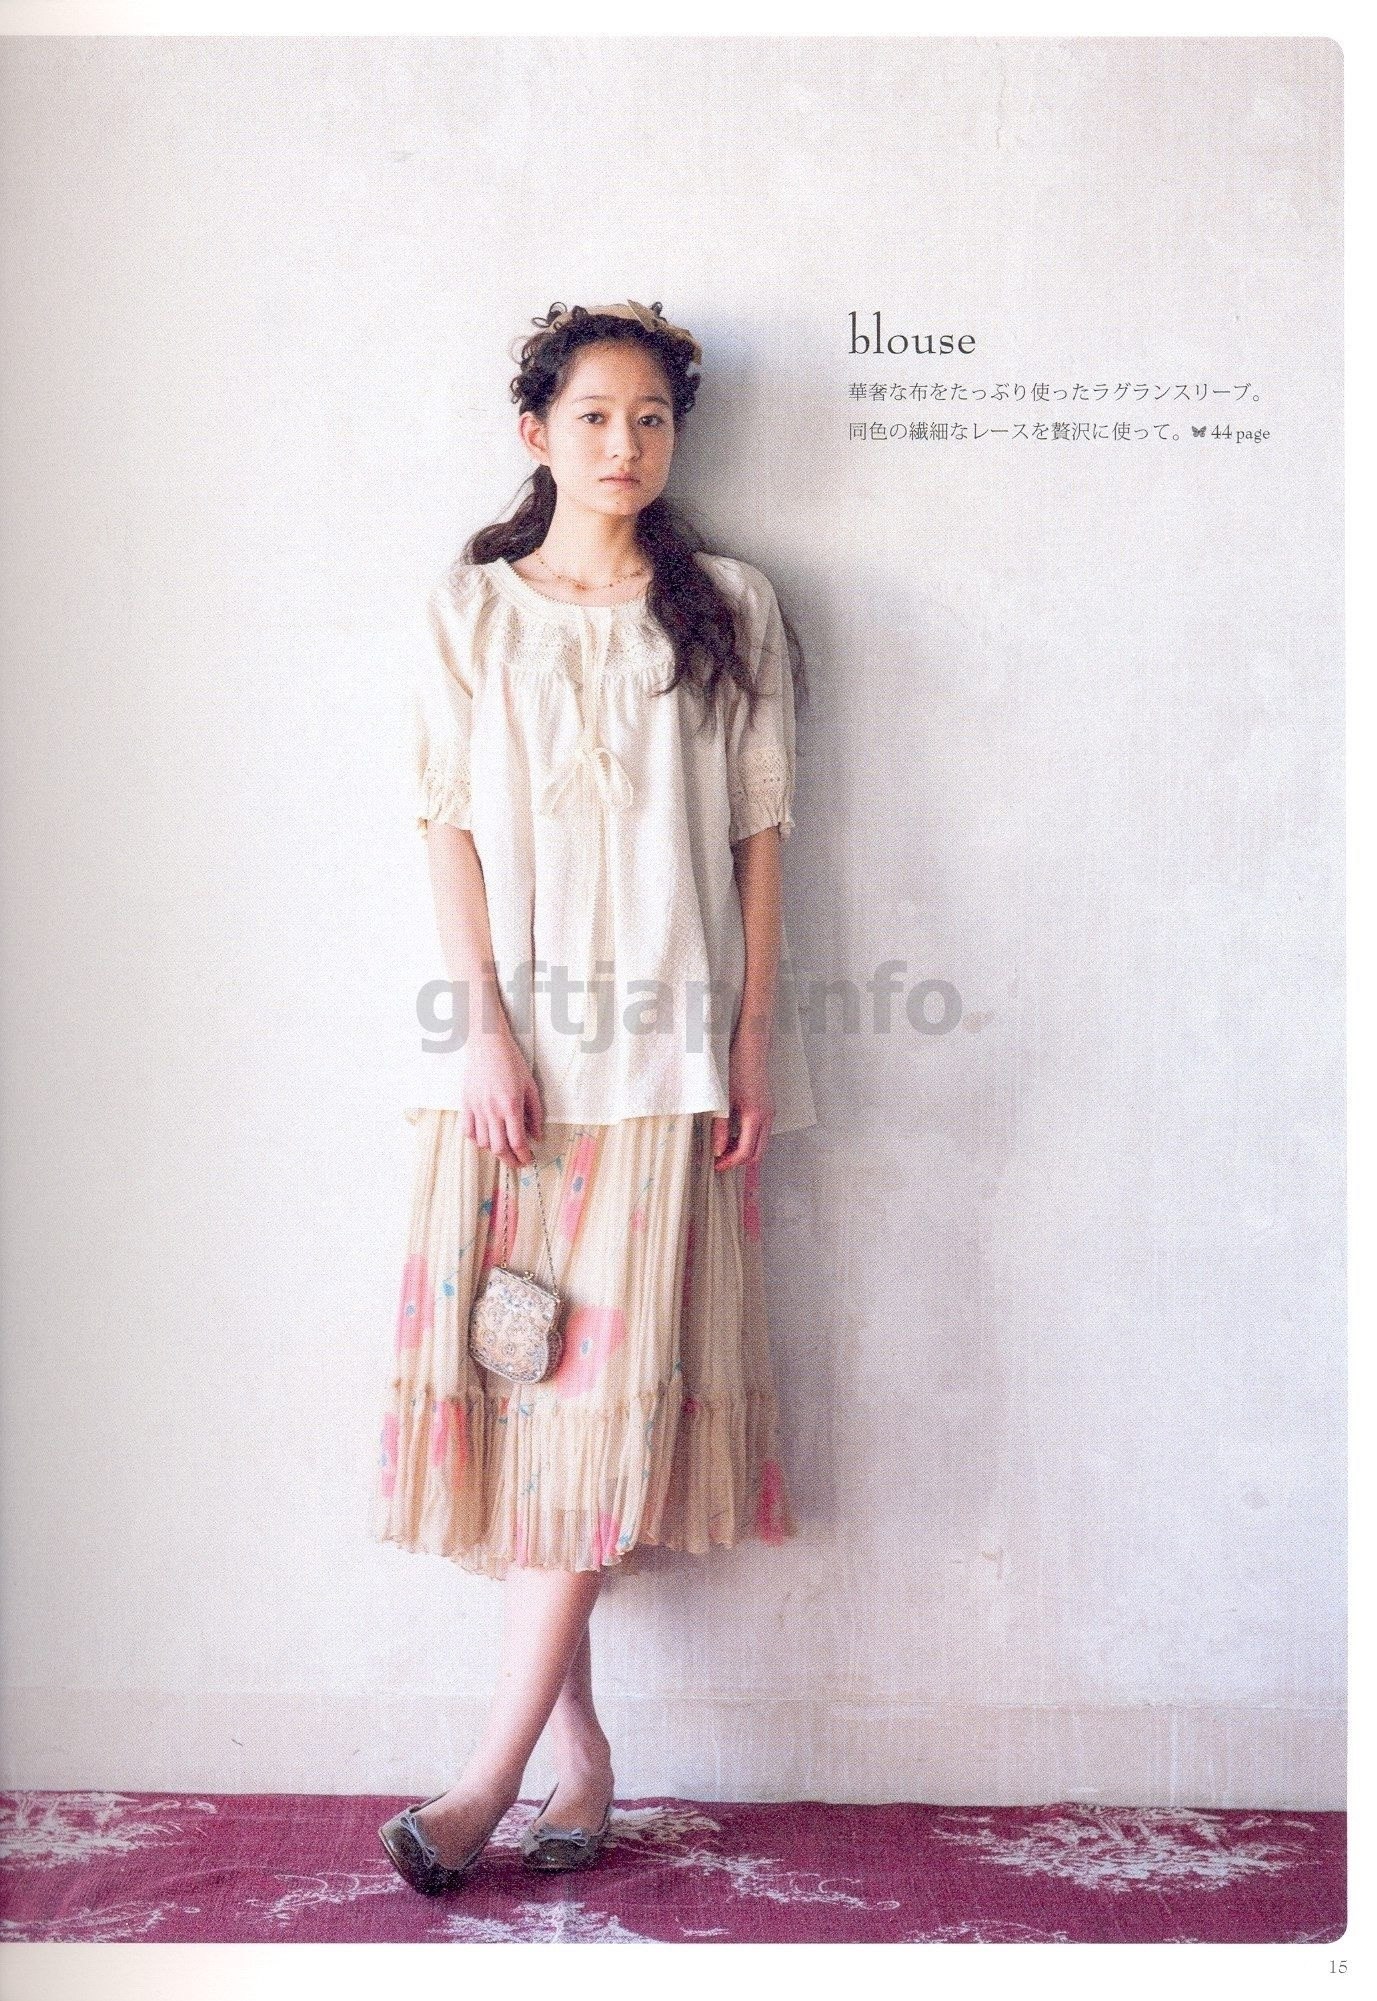 blouse
華奢な布をたっぷり使ったラグランスリーブ。
同色の繊細なレースを贅沢に使って。 44 page
giftjap.info
15